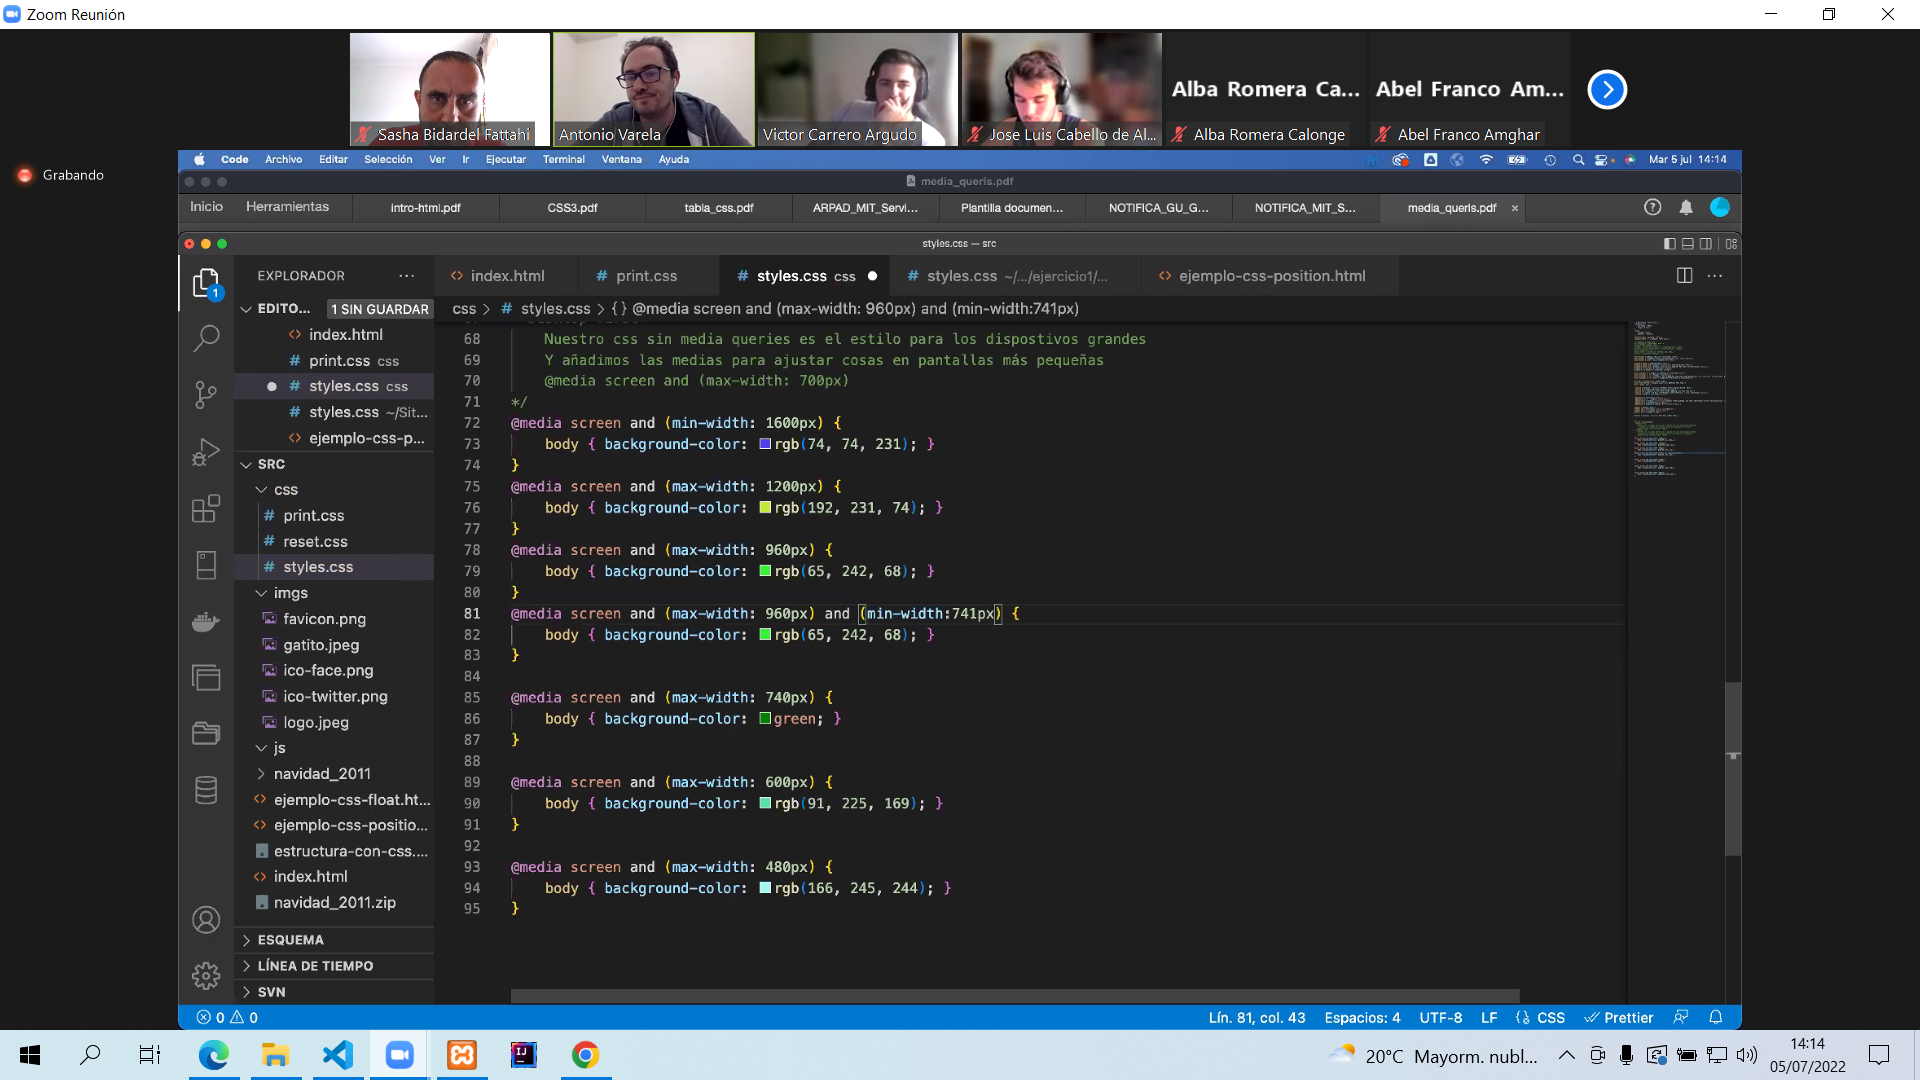 Zoom Reunión
Alba Romera Ca...
Abel Franco Am...
Sasha Bidardel Fattahi
Antonio Varela
Victor Carrero Argudo
Jose Luis Cabello de Al...
Alba Romera Calonge
Abel Franco Amghar
Grabando
Code Archivo Editar Selección Ver Ir Ejecutar Terminal Ventana Ayuda
Mar 5 jul 14:14
media_queris.pdf
Inicio Herramientas
intro-html.pdf
CSS3.pdf
tabla_css.pdf
ARPAD_MIT_Servi...
Plantilla documen...
NOTIFICA_GU_G...
NOTIFICA_MIT_S...
media_queris.pdf ×
styles.css — src
EXPLORADOR ...
index.html
print.css
styles.css css
styles.css ~/.../ejercicio1/...
ejemplo-css-position.html
EDITO... 1 SIN GUARDAR
css > # styles.css > {} @media screen and (max-width: 960px) and (min-width:741px)
index.html
# print.css css
# styles.css css
# styles.css ~/Sit...
ejemplo-css-p...
SRC
css
# print.css
# reset.css
# styles.css
imgs
favicon.png
gatito.jpeg
ico-face.png
ico-twitter.png
logo.jpeg
js
navidad_2011
ejemplo-css-float.ht...
ejemplo-css-positio...
estructura-con-css....
index.html
navidad_2011.zip
ESQUEMA
LÍNEA DE TIEMPO
SVN
68 Nuestro css sin media queries es el estilo para los dispostivos grandes
69 Y añadimos las medias para ajustar cosas en pantallas más pequeñas
70 @media screen and (max-width: 700px)
71 */
72 @media screen and (min-width: 1600px) {
73 body { background-color: rgb(74, 74, 231); }
74 }
75 @media screen and (max-width: 1200px) {
76 body { background-color: rgb(192, 231, 74); }
77 }
78 @media screen and (max-width: 960px) {
79 body { background-color: rgb(65, 242, 68); }
80 }
81 @media screen and (max-width: 960px) and (min-width:741px) {
82 body { background-color: rgb(65, 242, 68); }
83 }
84
85 @media screen and (max-width: 740px) {
86 body { background-color: green; }
87 }
88
89 @media screen and (max-width: 600px) {
90 body { background-color: rgb(91, 225, 169); }
91 }
92
93 @media screen and (max-width: 480px) {
94 body { background-color: rgb(166, 245, 244); }
95 }
0 0
Lín. 81, col. 43 Espacios: 4 UTF-8 LF {} CSS Prettier
20°C Mayorm. nubl...
14:14
05/07/2022